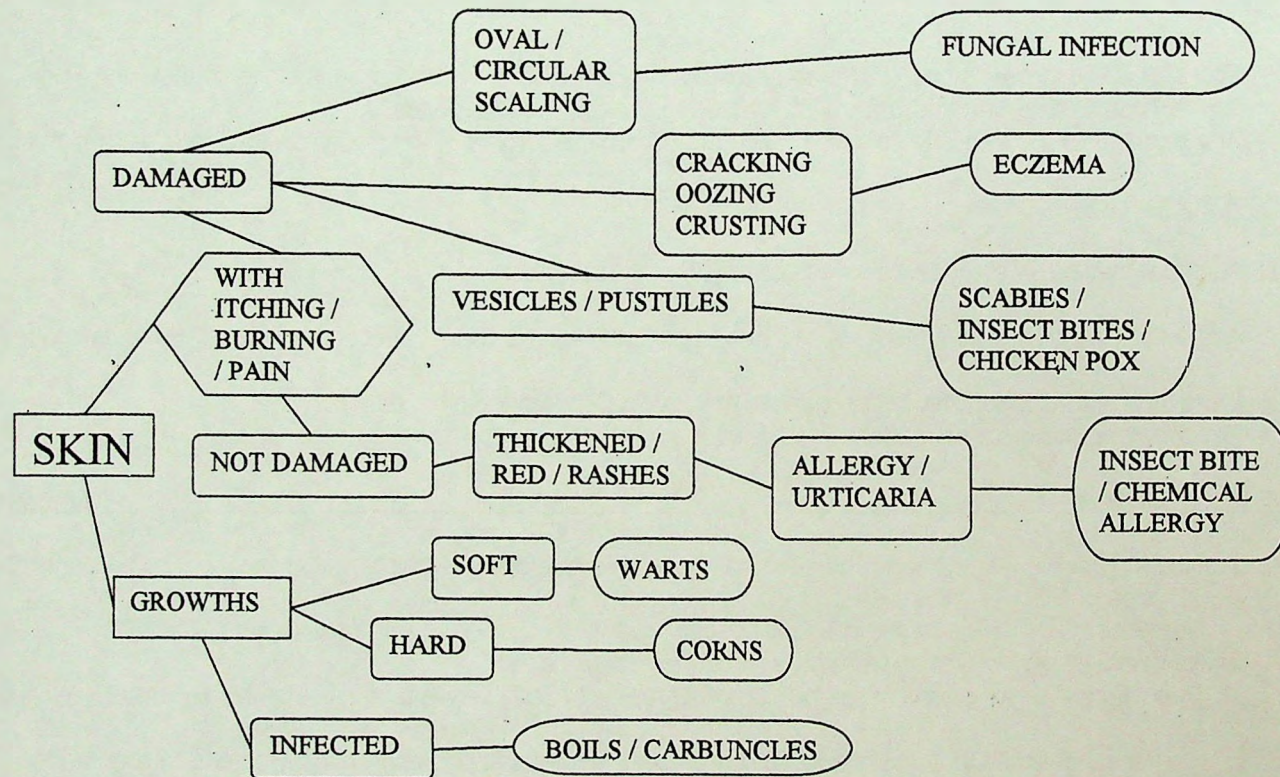 OVAL /
CIRCULAR
SCALING
FUNGAL INFECTION
DAMAGED
CRACKING
OOZING
CRUSTING
ECZEMA
WITH
ITCHING /
BURNING
/ PAIN
VESICLES / PUSTULES
SCABIES /
INSECT BITES /
CHICKEN POX
SKIN
NOT DAMAGED
THICKENED /
RED / RASHES
ALLERGY /
URTICARIA
INSECT BITE
/ CHEMICAL
ALLERGY
GROWTHS
SOFT
WARTS
HARD
CORNS
INFECTED
BOILS / CARBUNCLES